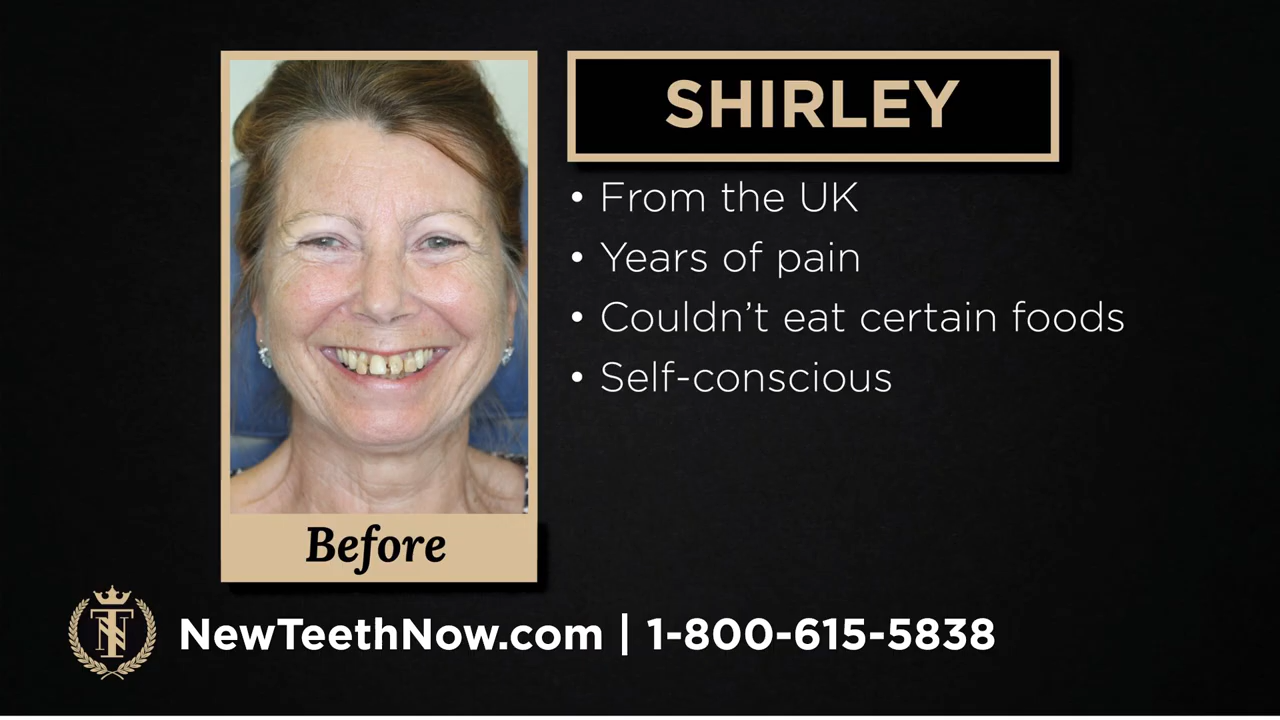 SHIRLEY
• From the UK
• Years of pain
• Couldn’t eat certain foods
• Self-conscious
Before
NewTeethNow.com | 1-800-615-5838